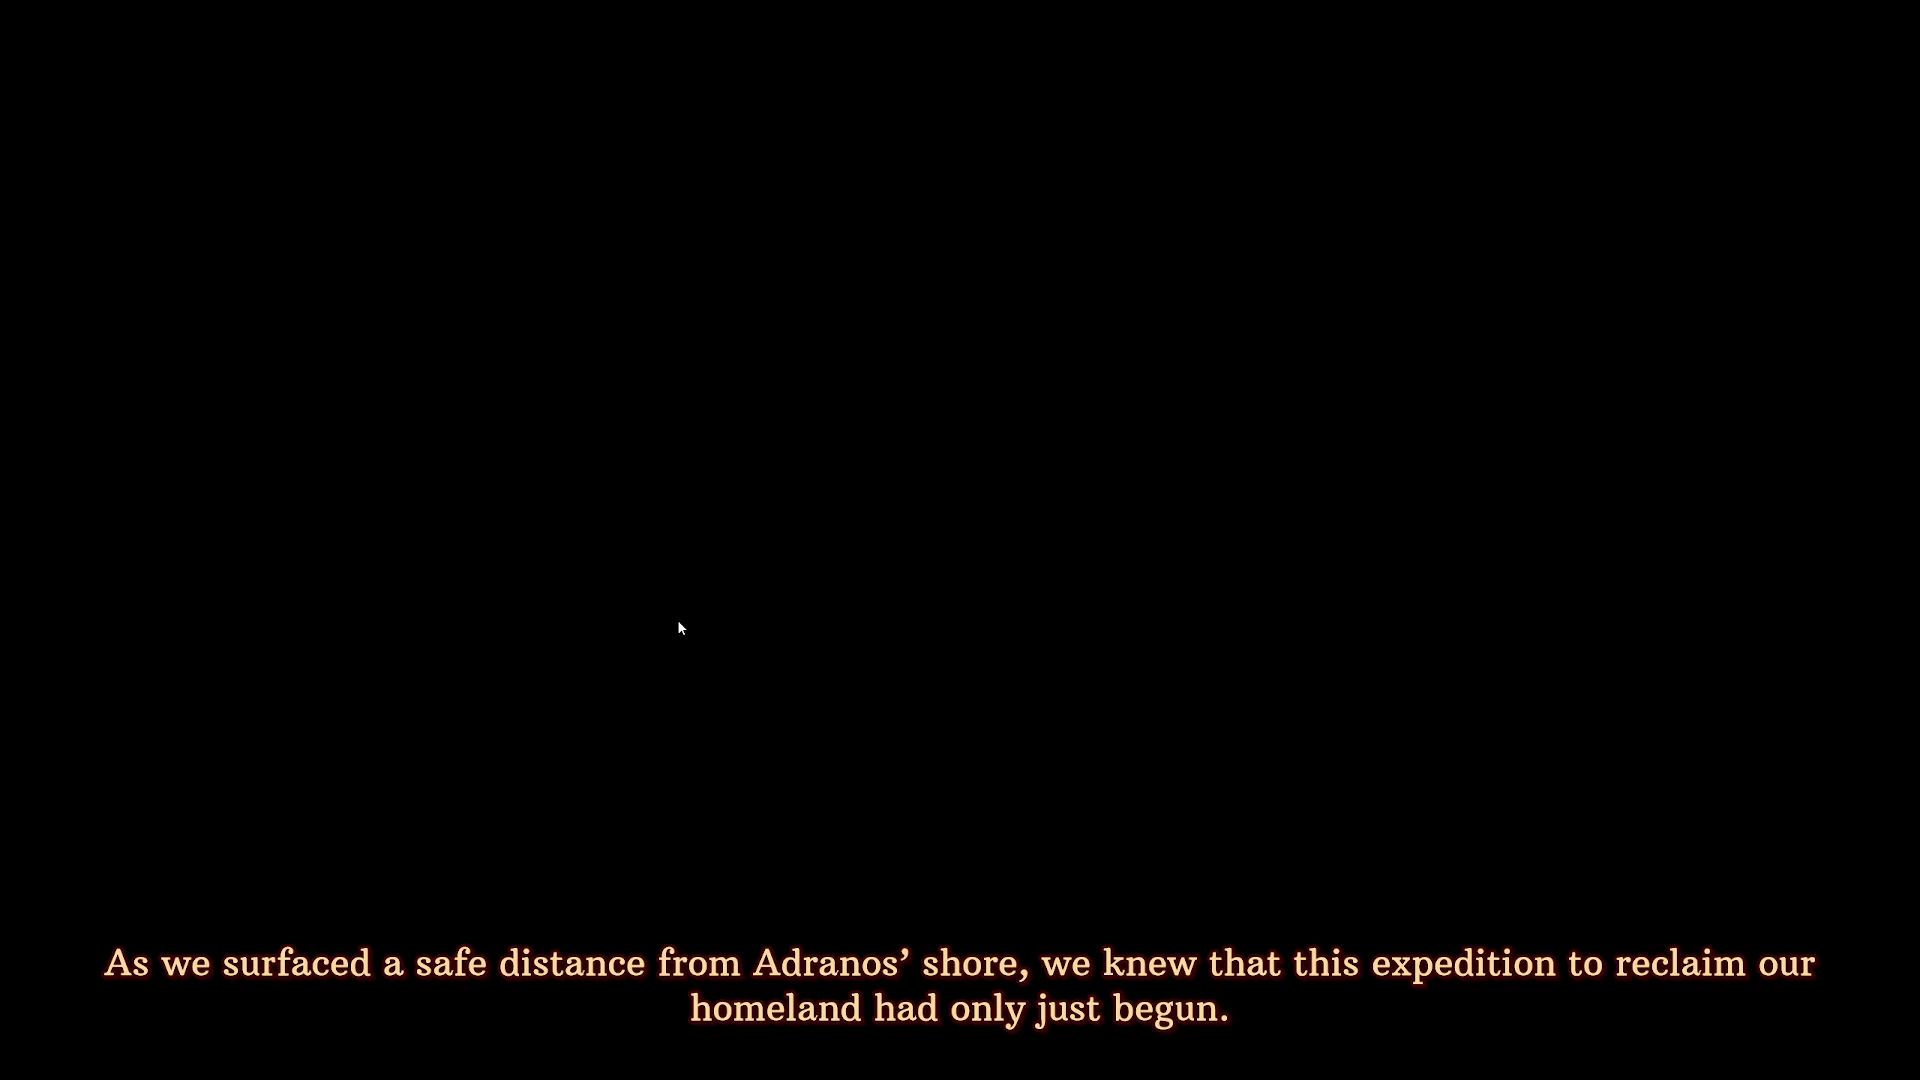 As we surfaced a safe distance from Adranos’ shore, we knew that this expedition to reclaim our
homeland had only just begun.